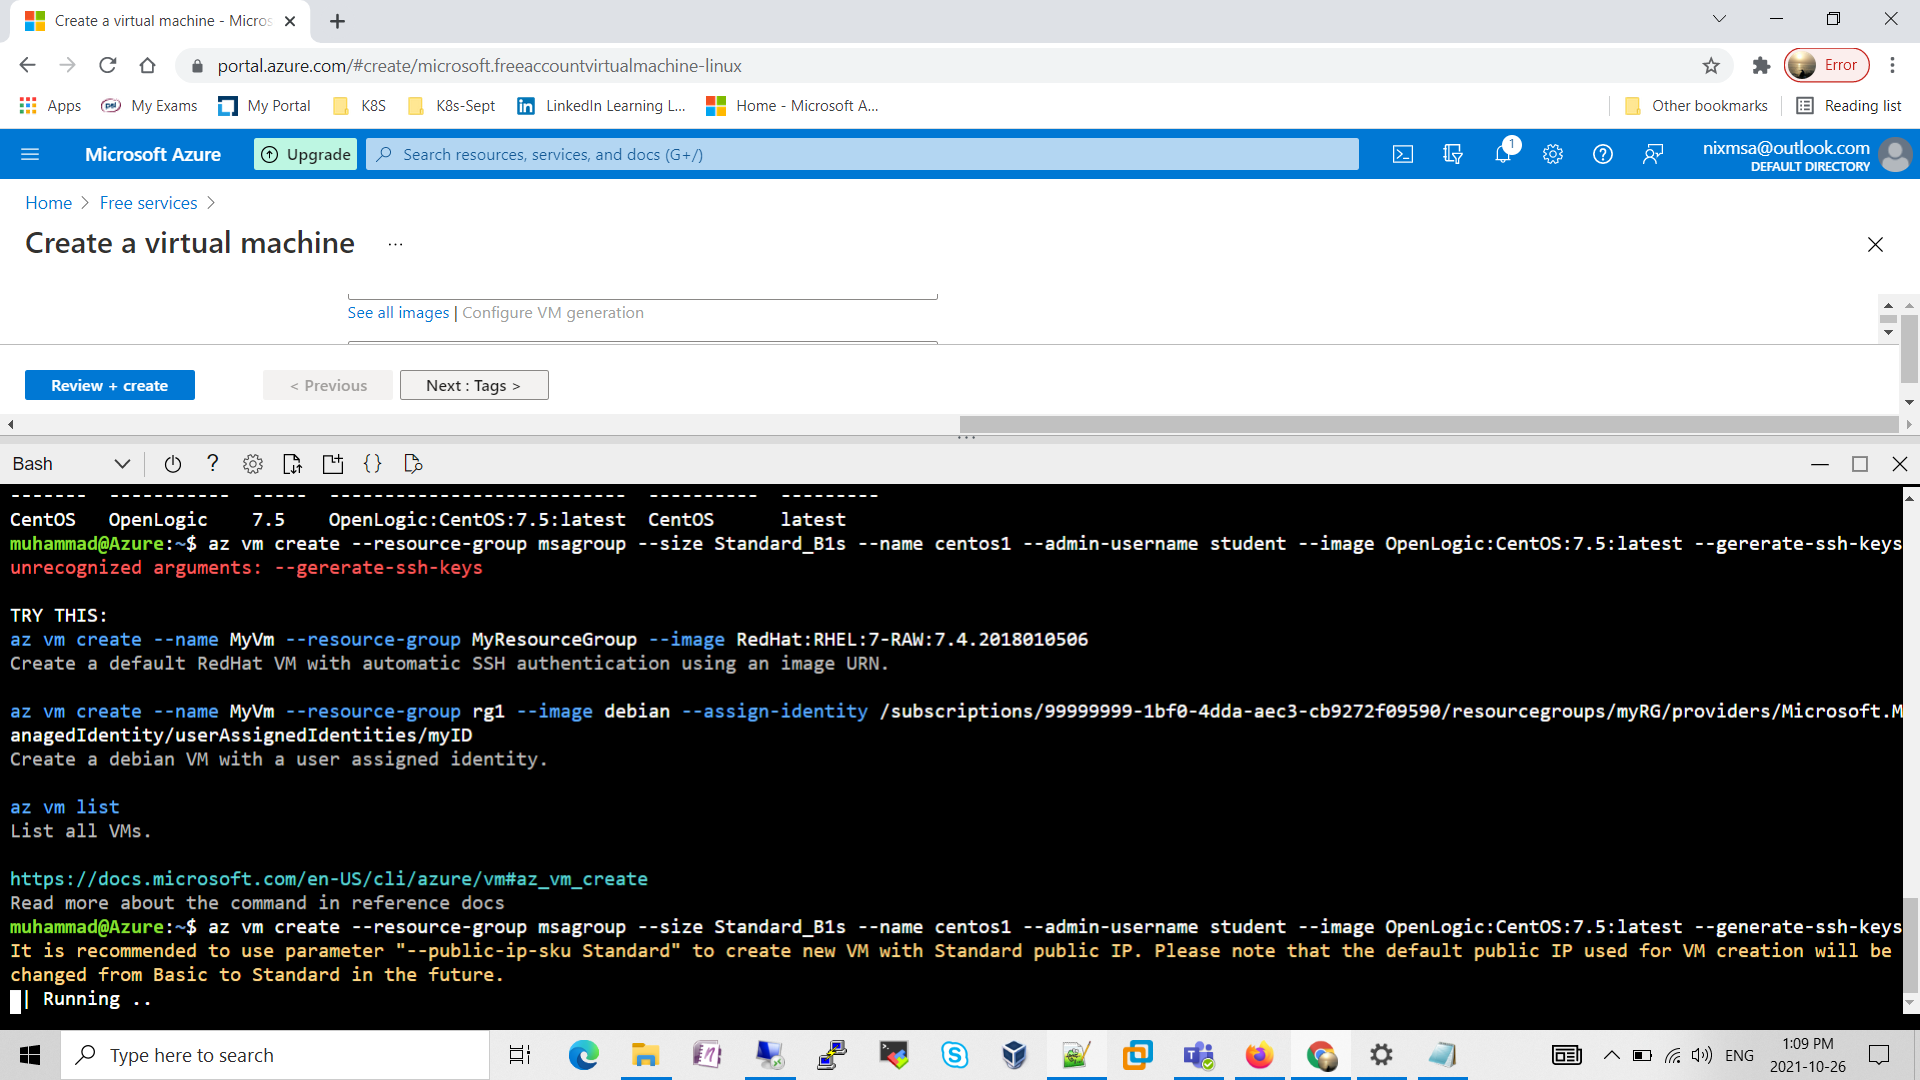 Create a virtual machine - Micros
portal.azure.com/#create/microsoft.freeaccountvirtualmachine-linux
Error
Apps
My Exams
My Portal
K8S
K8s-Sept
LinkedIn Learning L...
Home - Microsoft A...
Other bookmarks
Reading list
Microsoft Azure
Upgrade
Search resources, services, and docs (G+/)
1
nixmsa@outlook.com
DEFAULT DIRECTORY
Home > Free services >
Create a virtual machine ...
See all images | Configure VM generation
Review + create
< Previous
Next : Tags >
Bash
------- ----------- ----- --------------------------- ---------- ---------
CentOS OpenLogic 7.5 OpenLogic:CentOS:7.5:latest CentOS latest
muhammad@Azure:~$ az vm create --resource-group msagroup --size Standard_B1s --name centos1 --admin-username student --image OpenLogic:CentOS:7.5:latest --gererate-ssh-keys
unrecognized arguments: --gererate-ssh-keys
TRY THIS:
az vm create --name MyVm --resource-group MyResourceGroup --image RedHat:RHEL:7-RAW:7.4.2018010506
Create a default RedHat VM with automatic SSH authentication using an image URN.
az vm create --name MyVm --resource-group rg1 --image debian --assign-identity /subscriptions/99999999-1bf0-4dda-aec3-cb9272f09590/resourcegroups/myRG/providers/Microsoft.M
anagedIdentity/userAssignedIdentities/myID
Create a debian VM with a user assigned identity.
az vm list
List all VMs.
https://docs.microsoft.com/en-US/cli/azure/vm#az_vm_create
Read more about the command in reference docs
muhammad@Azure:~$ az vm create --resource-group msagroup --size Standard_B1s --name centos1 --admin-username student --image OpenLogic:CentOS:7.5:latest --generate-ssh-keys
It is recommended to use parameter "--public-ip-sku Standard" to create new VM with Standard public IP. Please note that the default public IP used for VM creation will be
changed from Basic to Standard in the future.
| Running ..
Type here to search
ENG
1:09 PM
2021-10-26